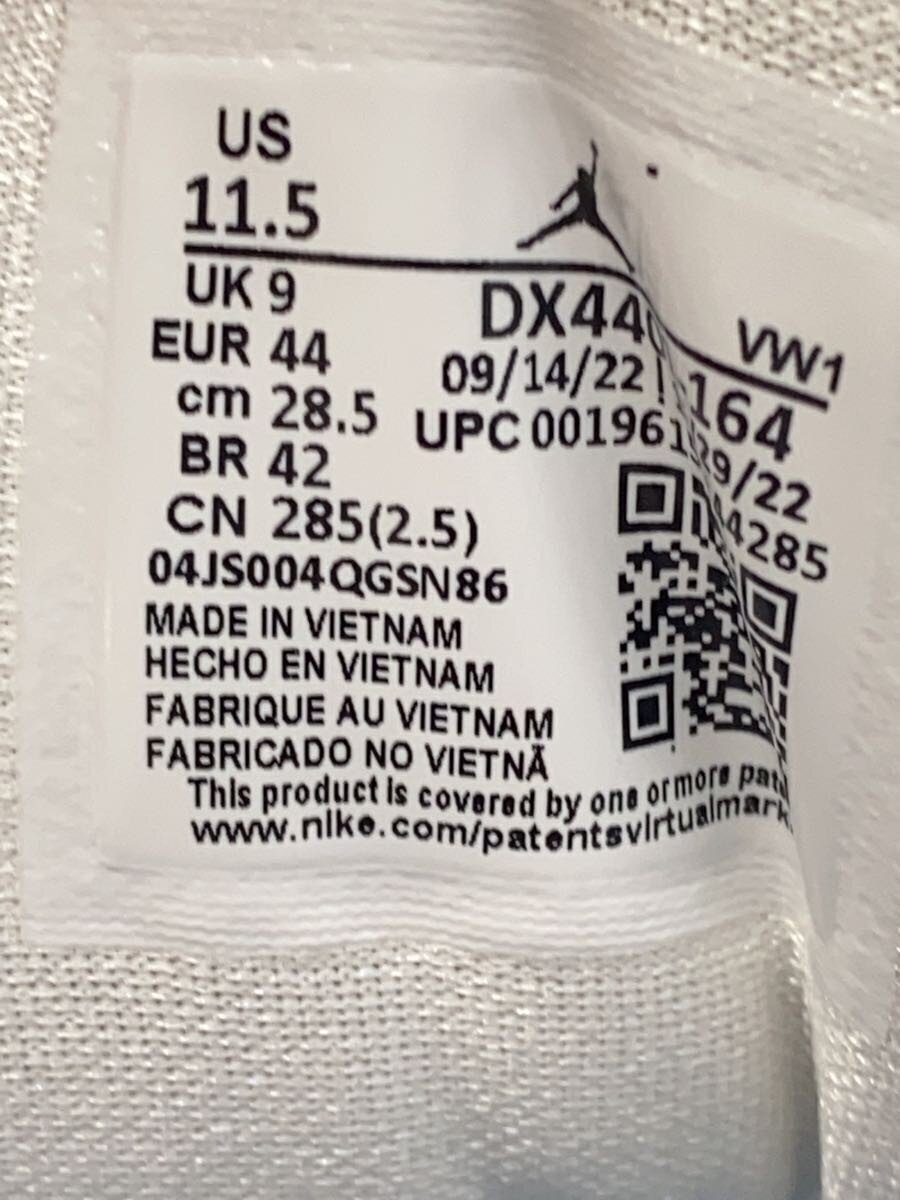 US
11.5
UK 9
EUR 44
cm 28.5
BR 42
CN 285(2.5)
04JS004QGSN86
MADE IN VIETNAM
HECHO EN VIETNAM
FABRIQUE AU VIETNAM
FABRICADO NO VIETNÃ
This product is covered by one or more
www.nike.com/patentsvirtualmark
VW1
DX44
164
09/14/22
29/22
UPC 00196
4285